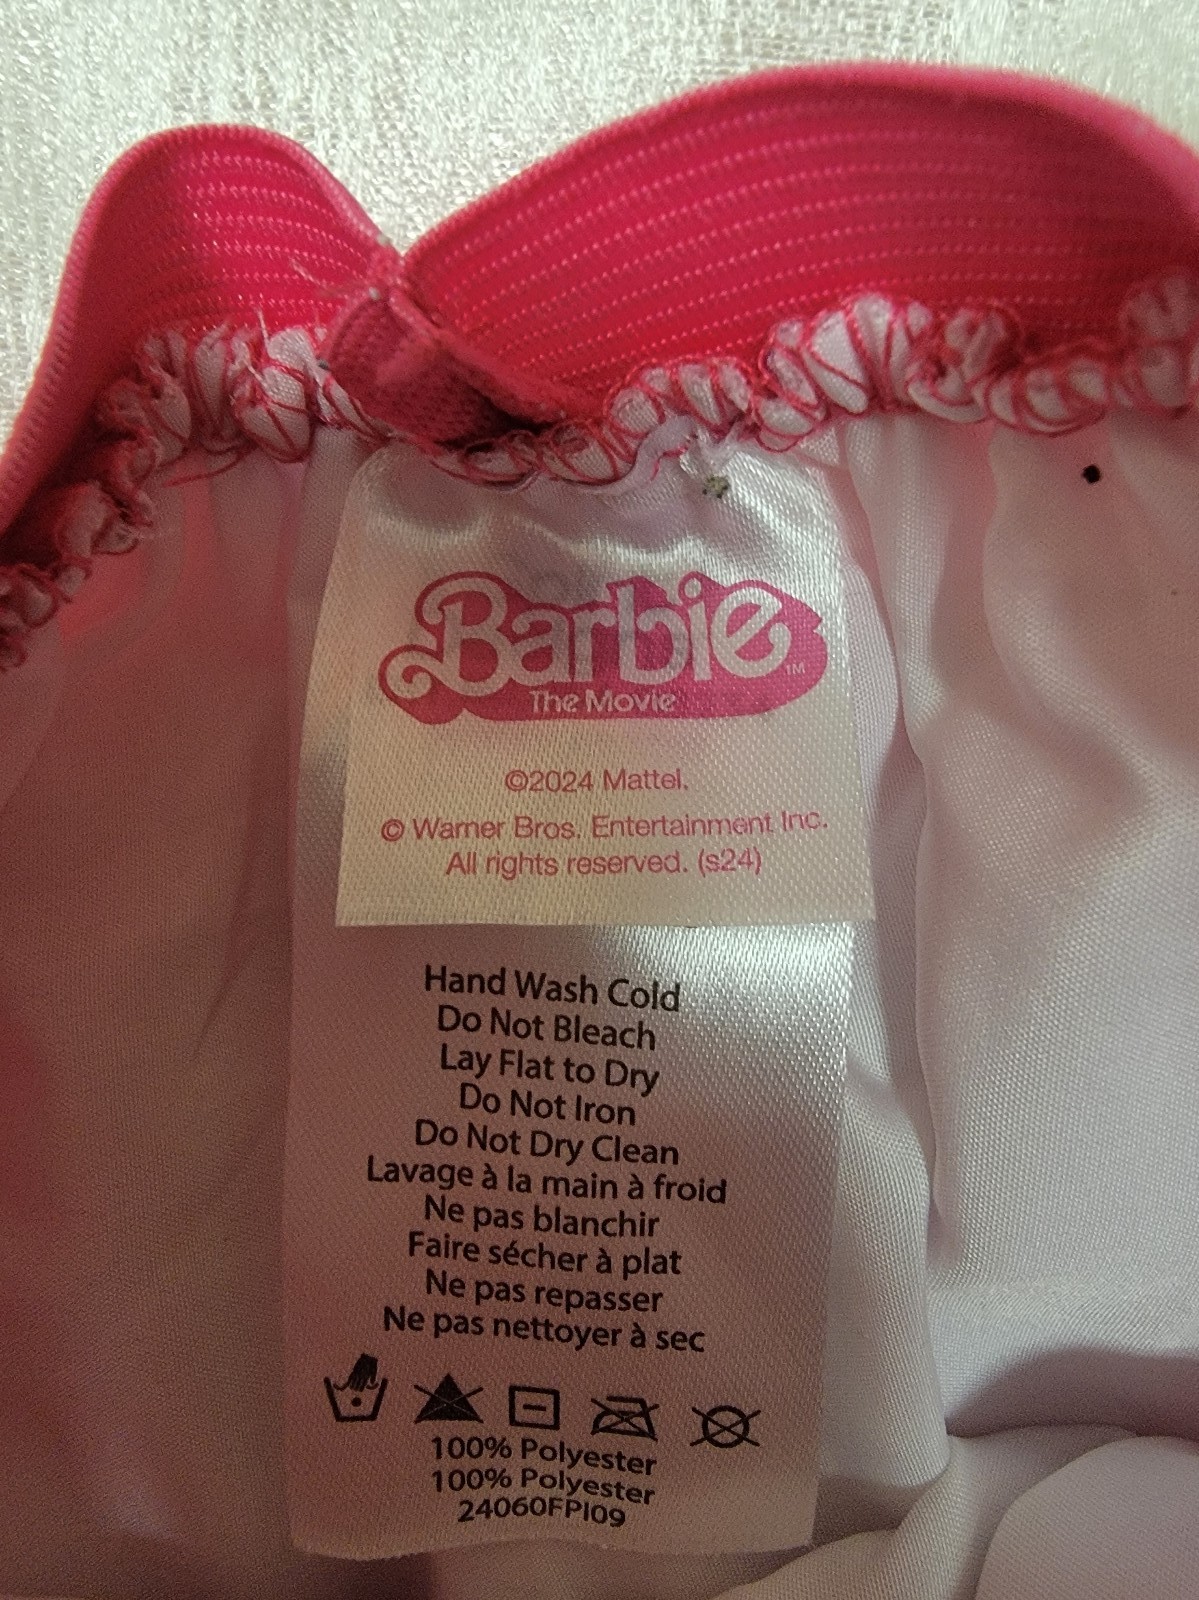 Barbie™
The Movie
©2024 Mattel.
© Warner Bros. Entertainment Inc.
All rights reserved. (s24)
Hand Wash Cold
Do Not Bleach
Lay Flat to Dry
Do Not Iron
Do Not Dry Clean
Lavage à la main à froid
Ne pas blanchir
Faire sécher à plat
Ne pas repasser
Ne pas nettoyer à sec
100% Polyester
100% Polyester
24060FPI09